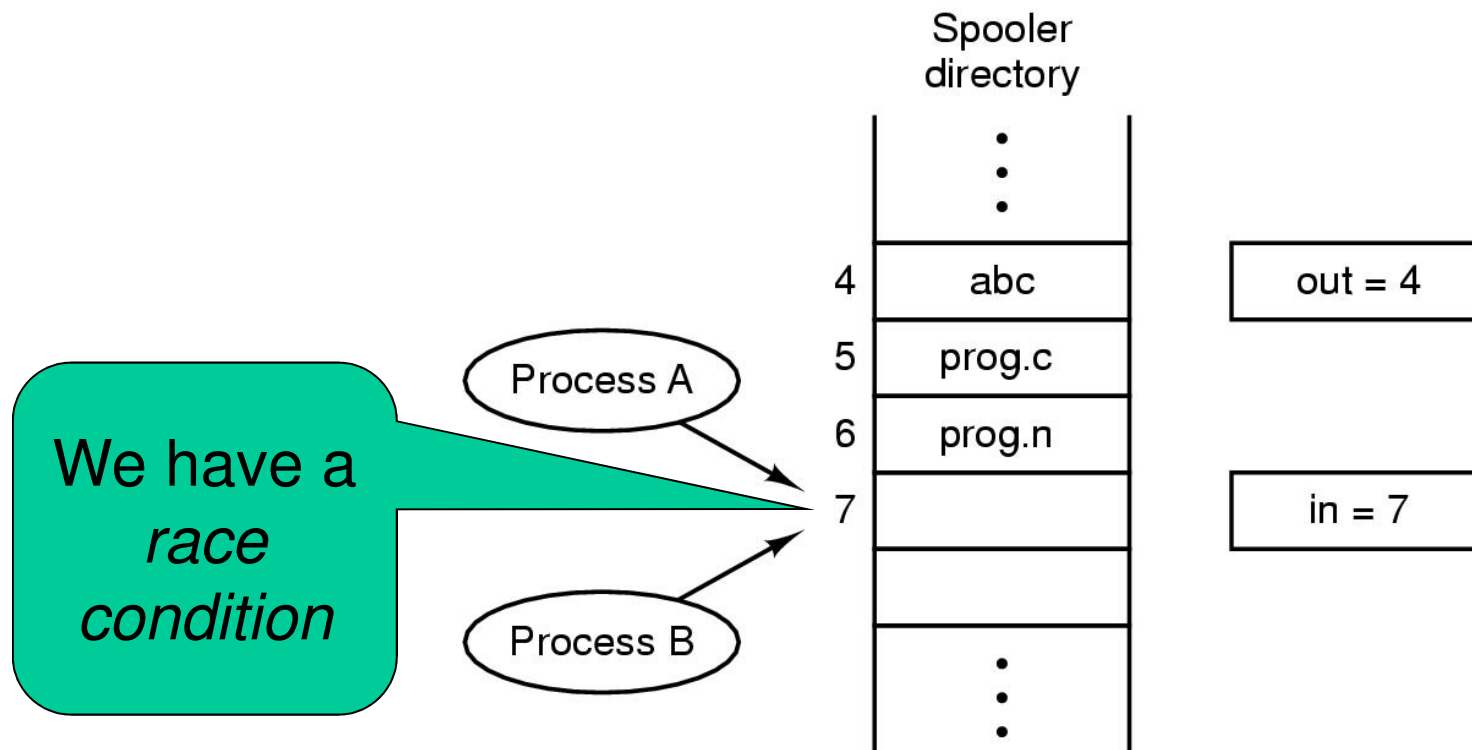 Spooler
directory
4
abc
out = 4
5
prog.c
Process A
6
prog.n
We have a
race
condition
7
in = 7
Process B